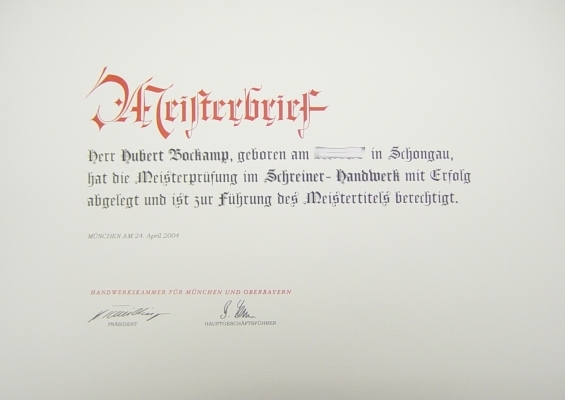 Meisterbrief
Herr Hubert Bockamp, geboren am in Schongau,
hat die Meisterprüfung im Schreiner-Handwerk mit Erfolg
abgelegt und ist zur Führung des Meistertitels berechtigt.
MÜNCHEN AM 24. April 2004
HANDWERKSKAMMER FÜR MÜNCHEN UND OBERBAYERN
PRÄSIDENT HAUPTGESCHÄFTSFÜHRER